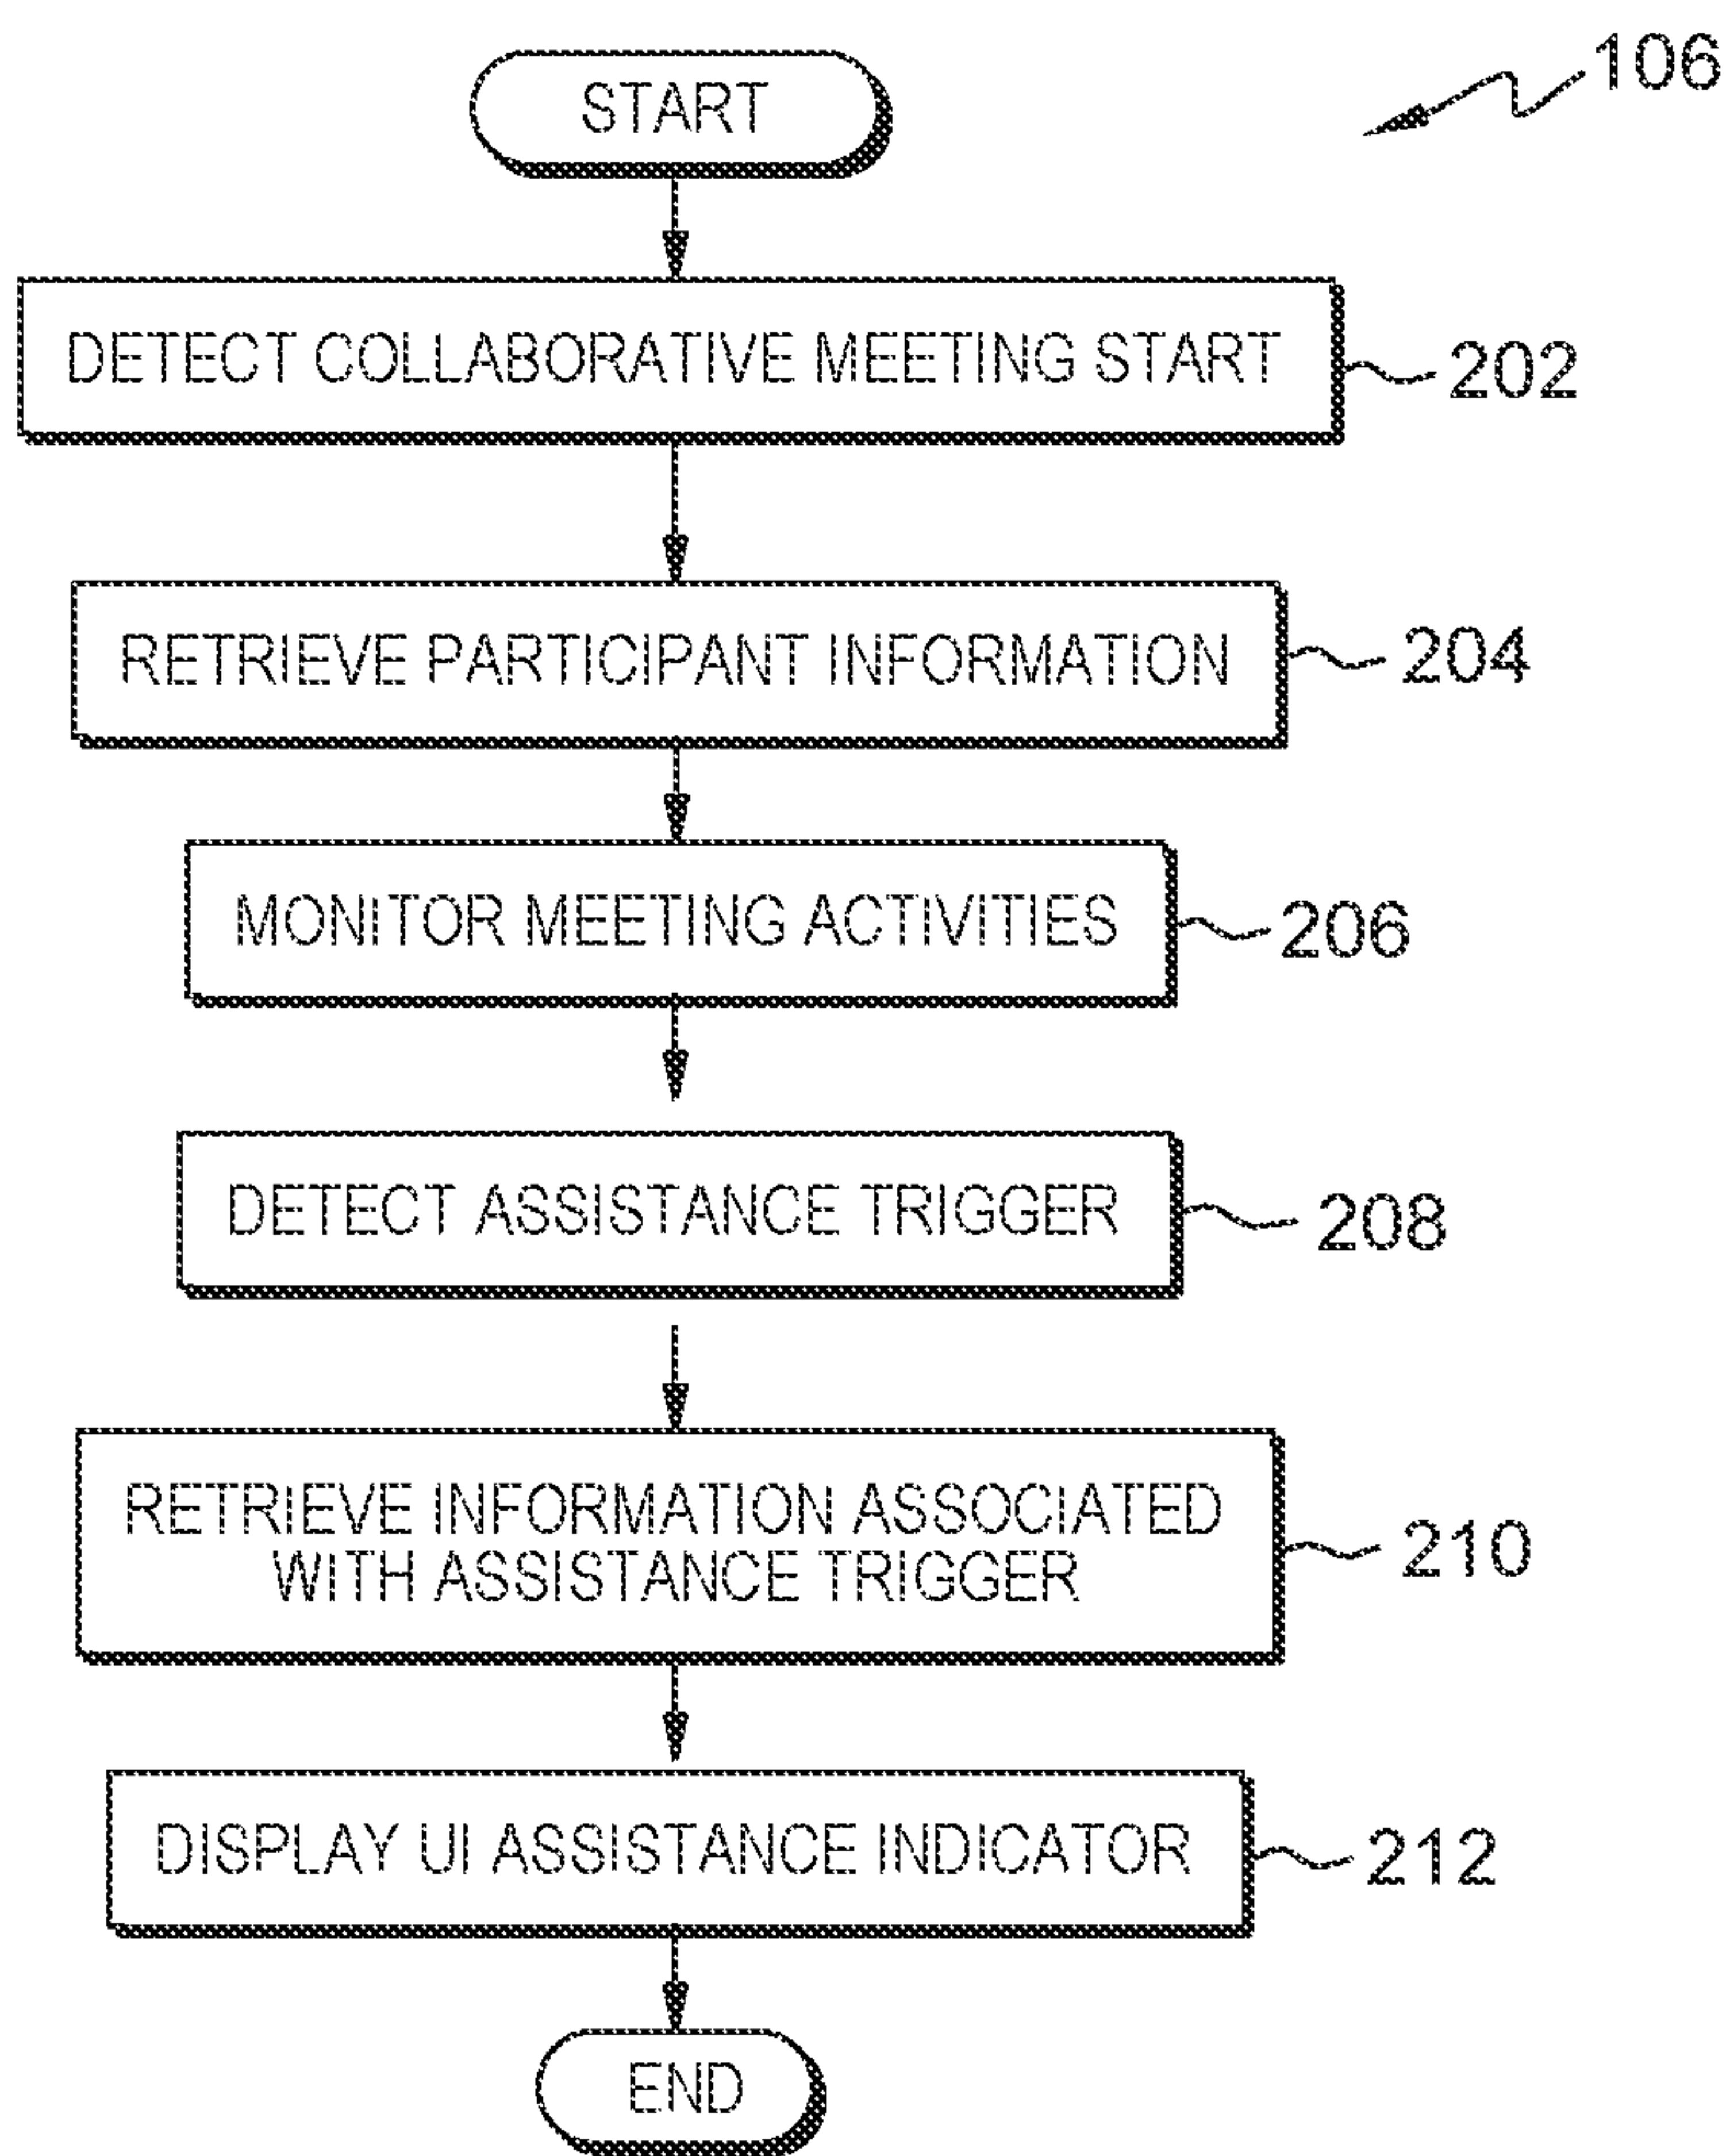 START
106
DETECT COLLABORATIVE MEETING START
202
RETRIEVE PARTICIPANT INFORMATION
204
MONITOR MEETING ACTIVITIES
206
DETECT ASSISTANCE TRIGGER
208
RETRIEVE INFORMATION ASSOCIATED
WITH ASSISTANCE TRIGGER
210
DISPLAY UI ASSISTANCE INDICATOR
212
END